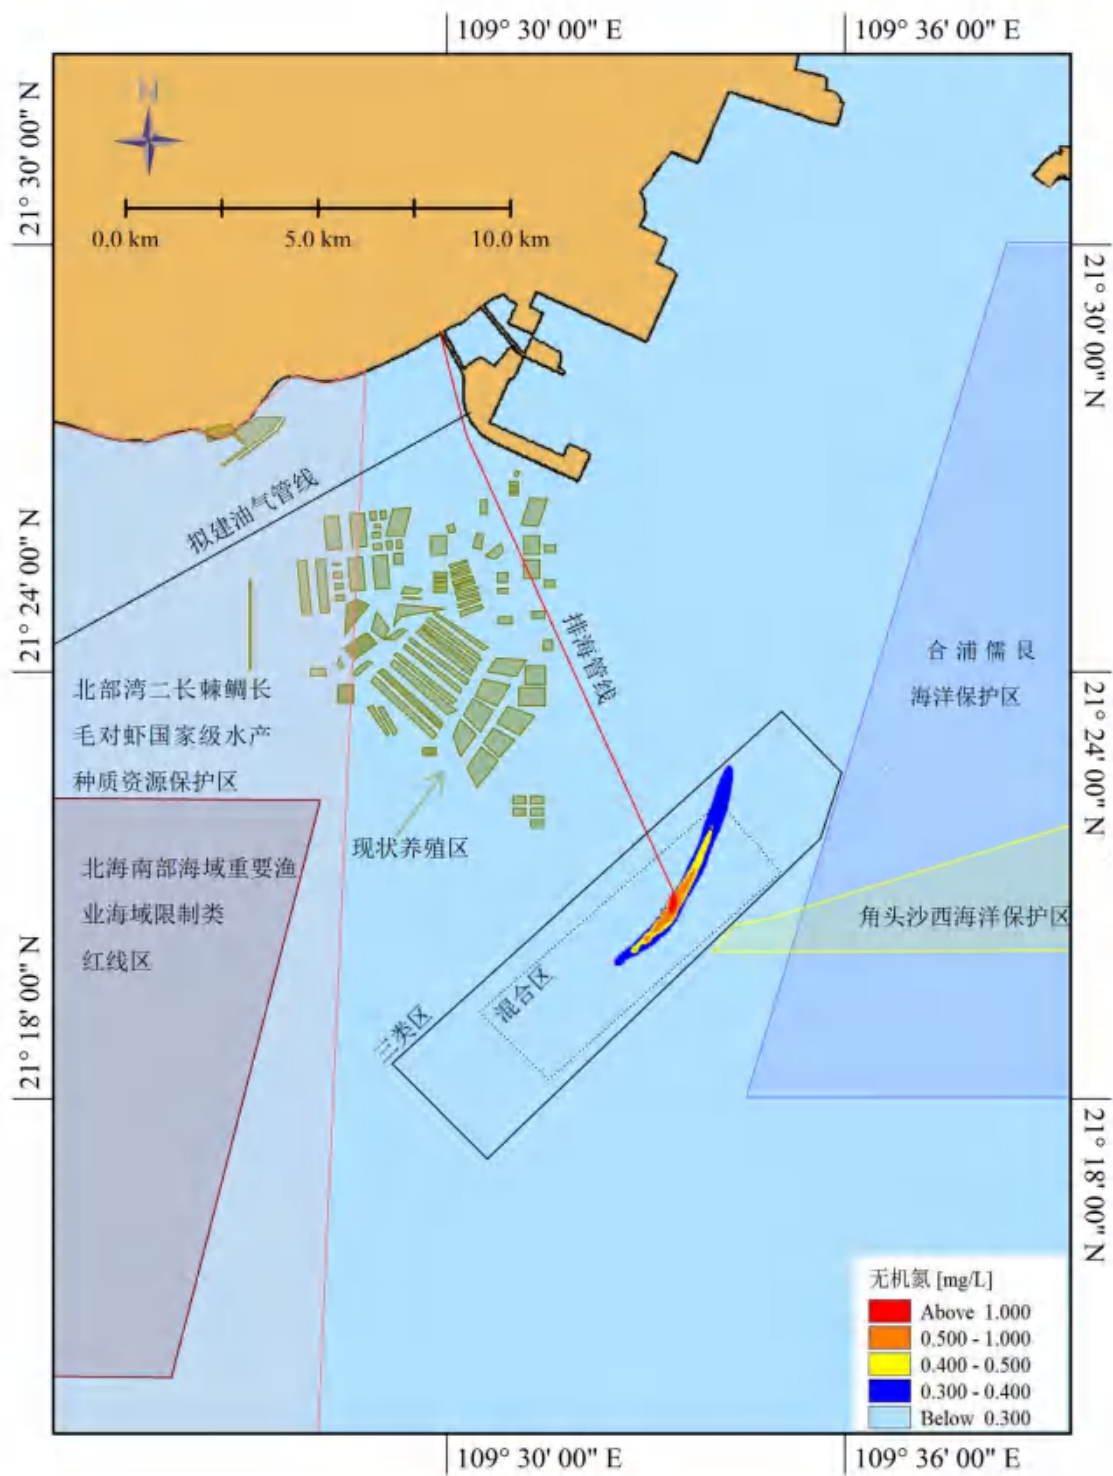 109° 30' 00" E
109° 36' 00" E
21° 30' 00" N
N
0.0 km
5.0 km
10.0 km
21° 30' 00" N
拟建油气管线
21° 24' 00" N
排海管线
合浦儒艮
海洋保护区
北部湾二长棘鲷长
毛对虾国家级水产
种质资源保护区
21° 24' 00" N
现状养殖区
北海南部海域重要渔
业海域限制类
红线区
角头沙西海洋保护区
混合区
三类区
21° 18' 00" N
21° 18' 00" N
无机氮 [mg/L]
Above 1.000
0.500 - 1.000
0.400 - 0.500
0.300 - 0.400
Below 0.300
109° 30' 00" E
109° 36' 00" E